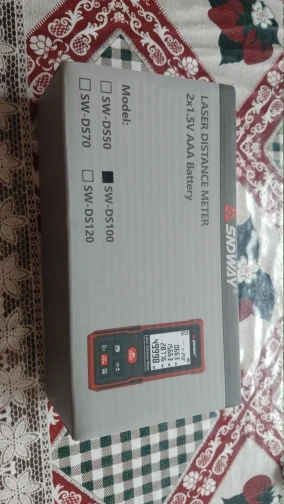 SNDWAY
LASER DISTANCE METER
2x1.5V AAA Battery
Model:
SW-DS50 SW-DS100
SW-DS70 SW-DS120